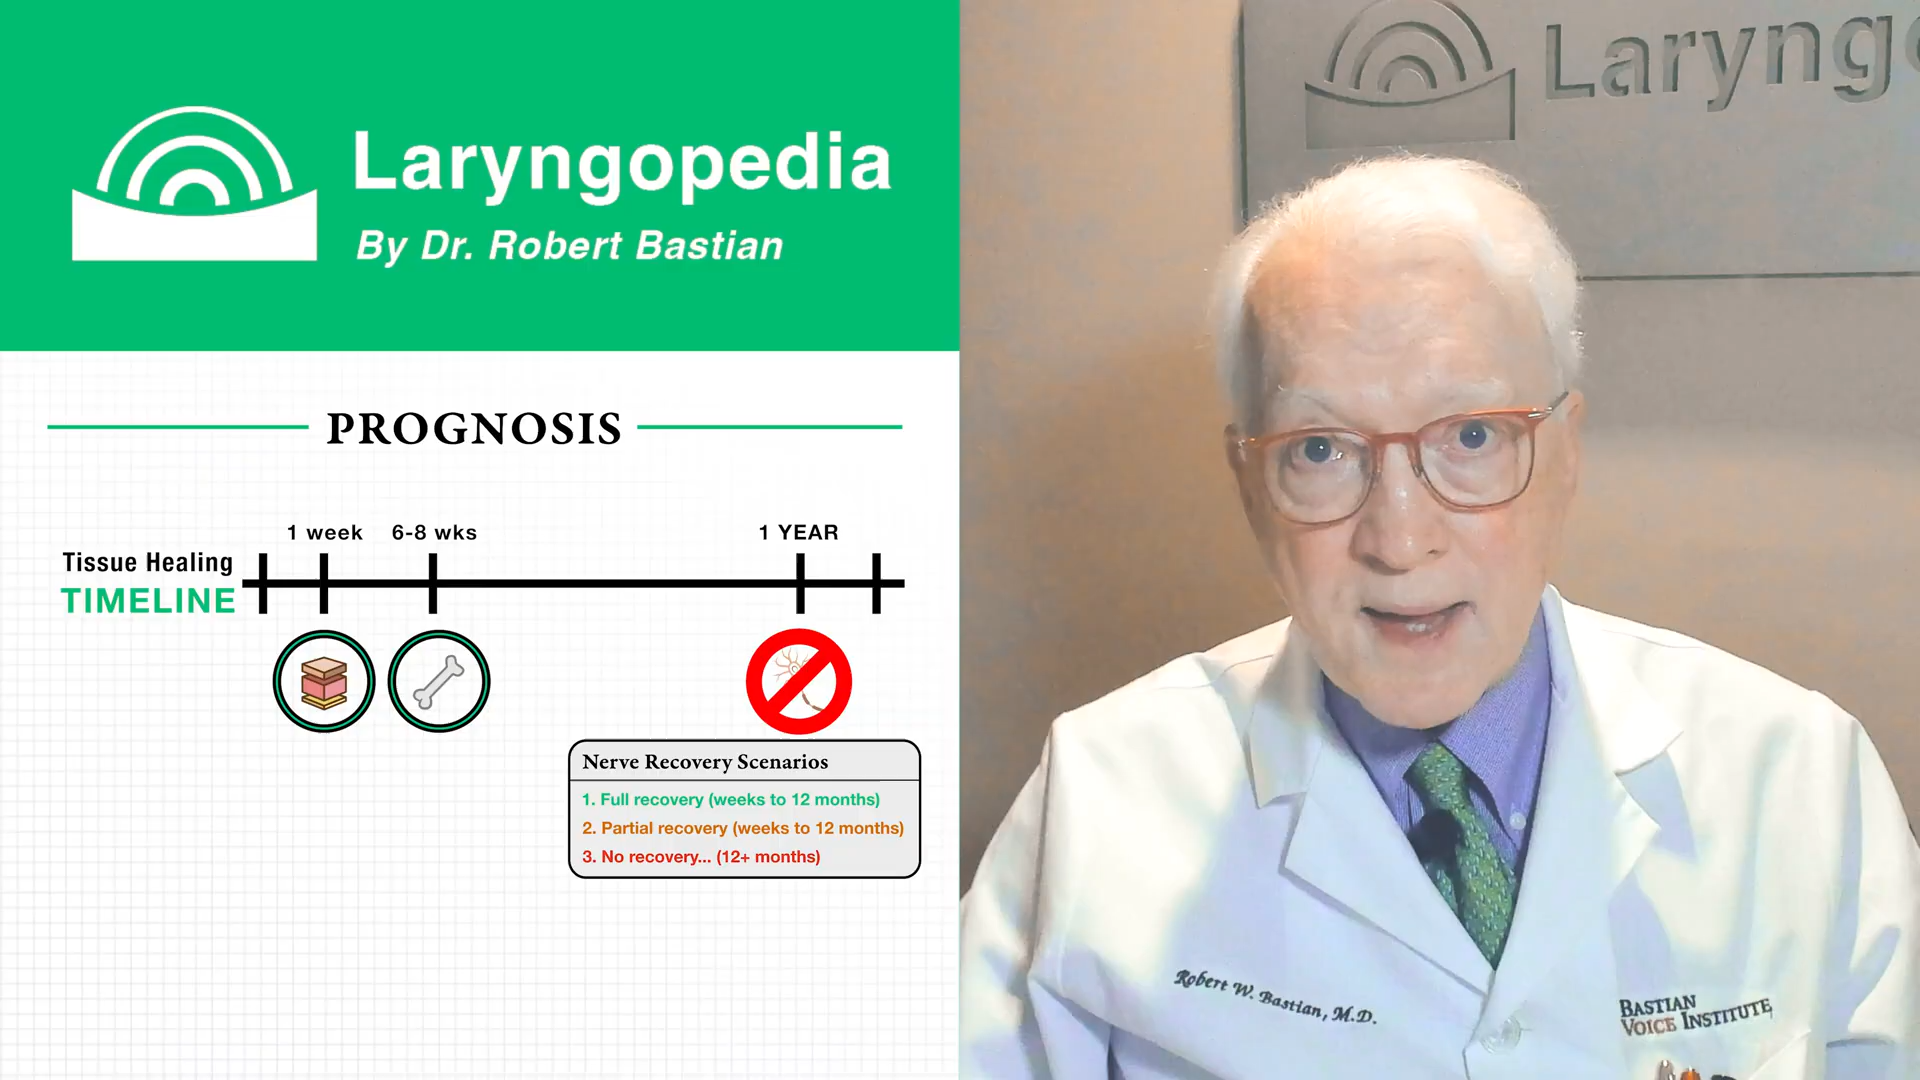 Laryngopedia
By Dr. Robert Bastian
PROGNOSIS
1 week
6-8 wks
1 YEAR
Tissue Healing
TIMELINE
Nerve Recovery Scenarios
1. Full recovery (weeks to 12 months)
2. Partial recovery (weeks to 12 months)
3. No recovery... (12+ months)
Laryngo
Robert W. Bastian, M.D.
BASTIAN
VOICE INSTITUTE